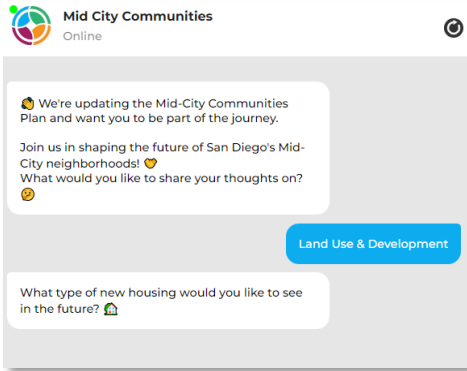 Mid City Communities
Online
👏 We're updating the Mid-City Communities
Plan and want you to be part of the journey.
Join us in shaping the future of San Diego's Mid-
City neighborhoods! 🧡
What would you like to share your thoughts on?
🤔
Land Use & Development
What type of new housing would you like to see
in the future? 🏡